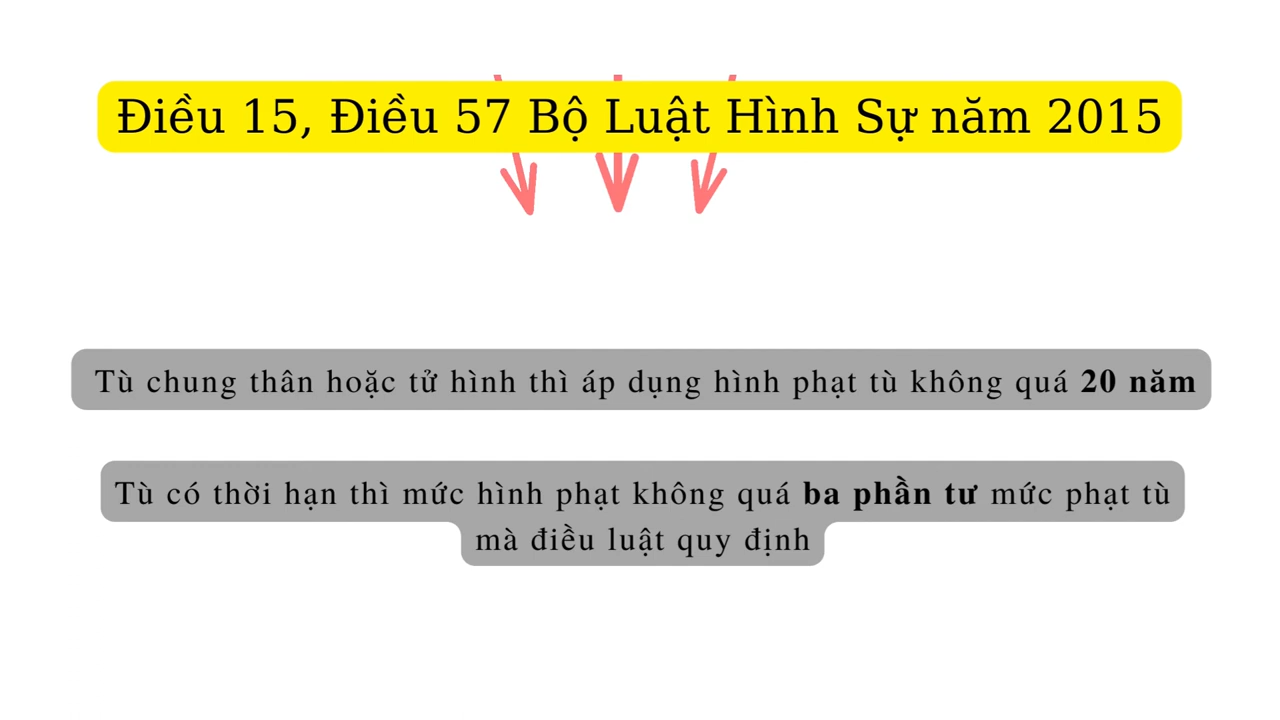 Điều 15, Điều 57 Bộ Luật Hình Sự năm 2015
Tù chung thân hoặc tử hình thì áp dụng hình phạt tù không quá 20 năm
Tù có thời hạn thì mức hình phạt không quá ba phần tư mức phạt tù
mà điều luật quy định